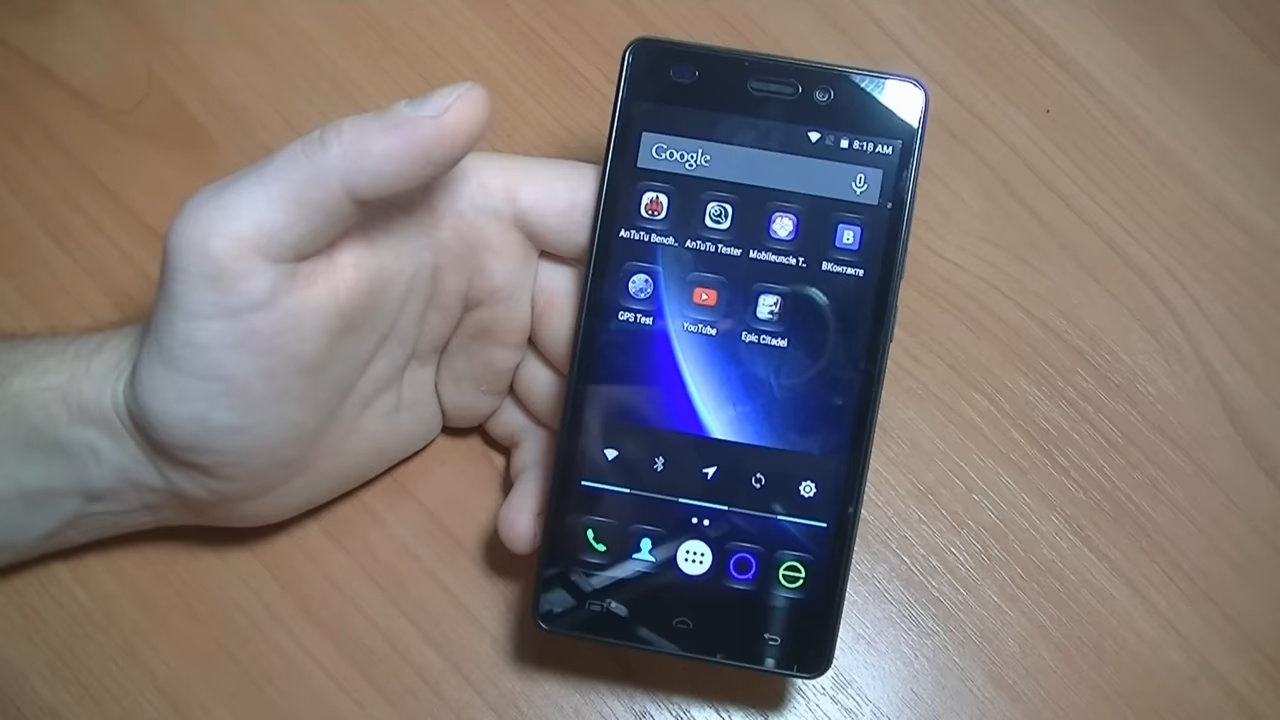 8:18 AM
Google
AnTuTu Bench..
AnTuTu Tester
Mobileuncle T..
B
ВКонтакте
GPS Test
YouTube
Epic Citadel